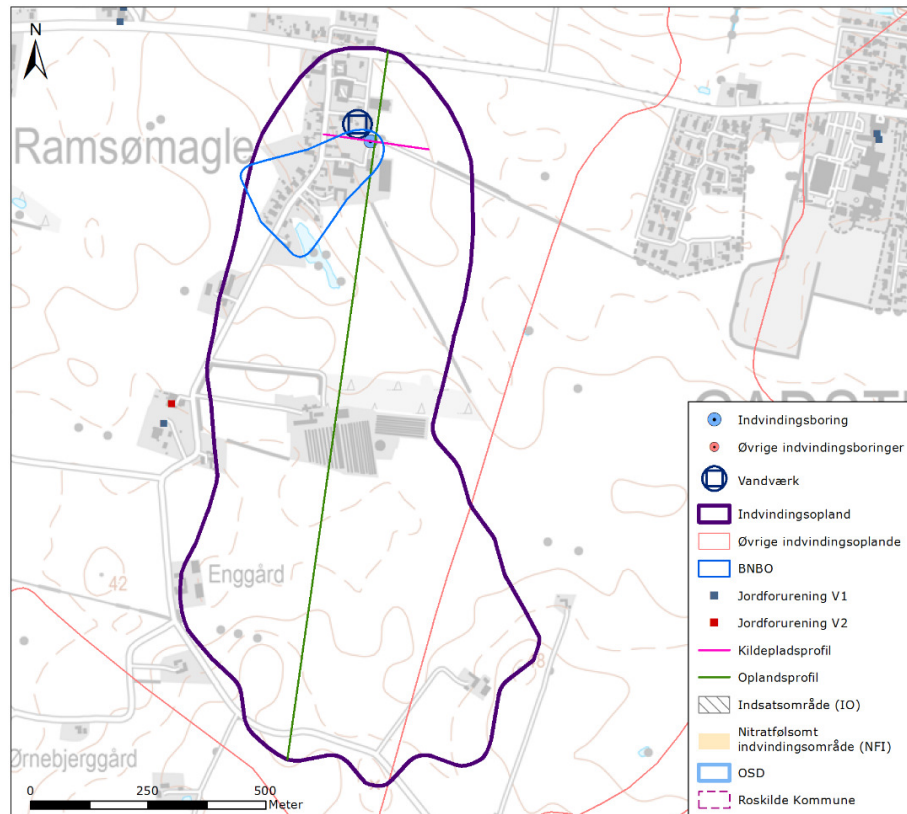 N
Ramsømagle
42
Enggård
Ørnebjerggård
0 250 500
Meter
Indvindingsboring
Øvrige indvindingsboringer
Vandværk
Indvindingsopland
Øvrige indvindingsoplande
BNBO
Jordforurening V1
Jordforurening V2
Kildepladsprofil
Oplandsprofil
Indsatsområde (IO)
Nitratfølsomt
indvindingsområde (NFI)
OSD
Roskilde Kommune